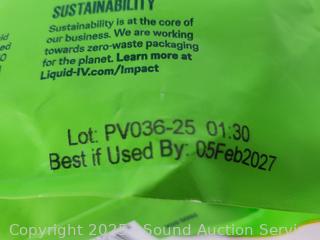 SUSTAINABILITY
Sustainability is at the core of
our business. We are working
towards zero-waste packaging
for the planet. Learn more at
Liquid-IV.com/Impact
Lot: PV036-25 01:30
Best if Used By: 05Feb2027
Copyright 2025 Sound Auction Service